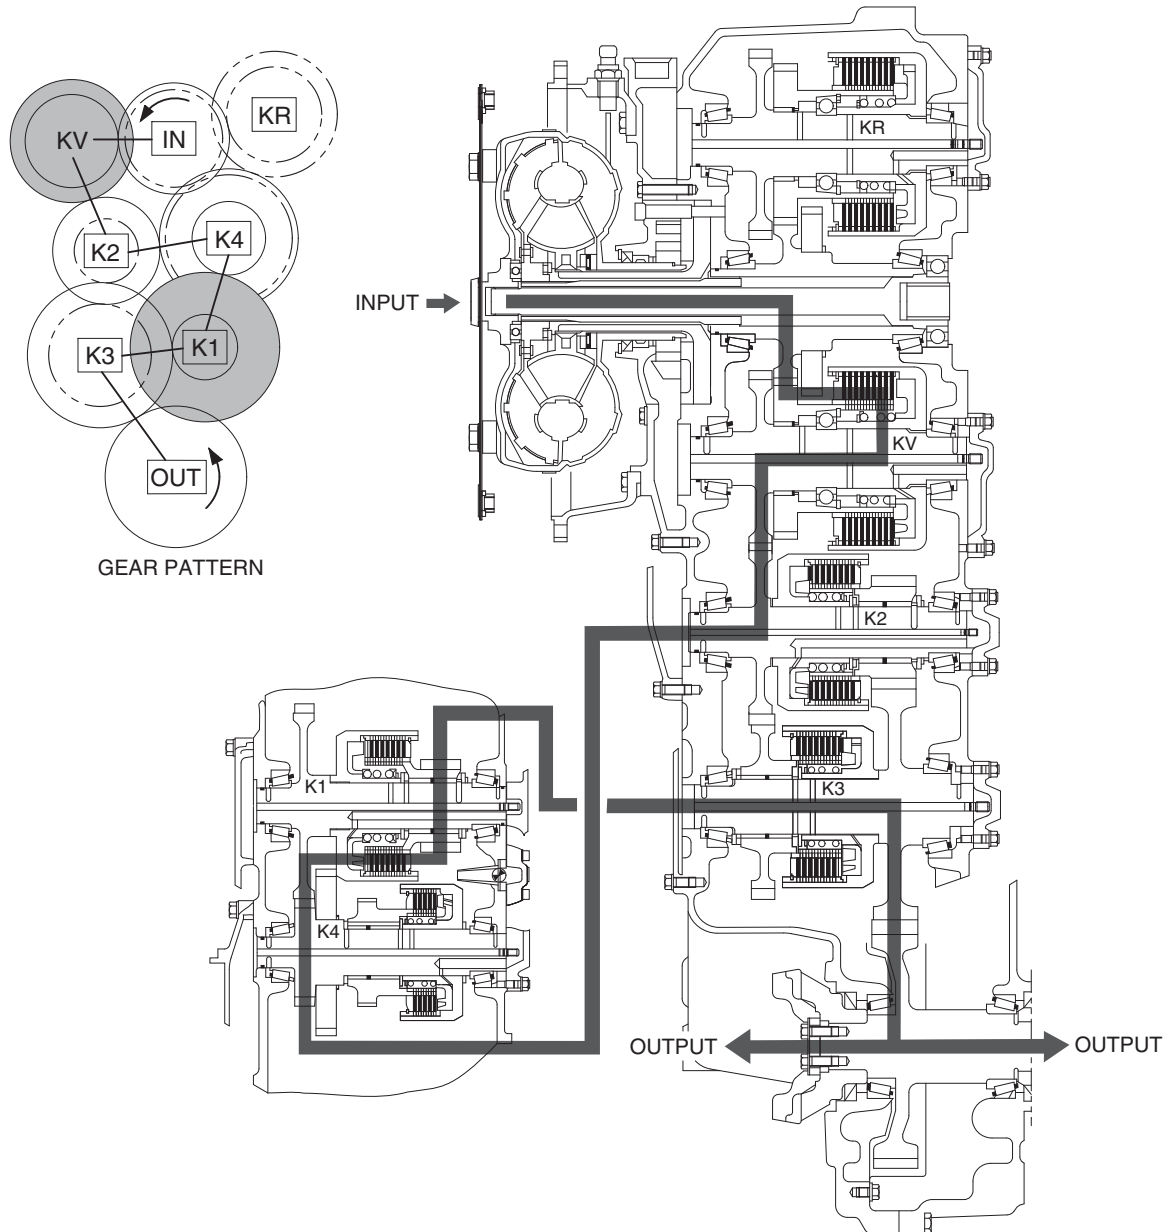 KV
IN
KR
K2
K4
K3
K1
OUT
GEAR PATTERN
KR
INPUT
KV
K2
K1
K3
K4
OUTPUT
OUTPUT